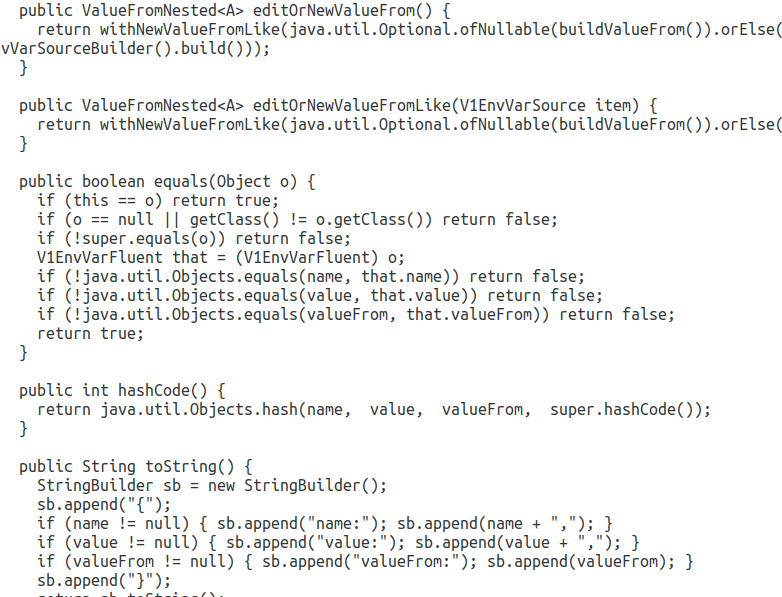 public ValueFromNested<A> editOrNewValueFrom() {
return withNewValueFromLike(java.util.Optional.ofNullable(buildValueFrom()).orElse(
vVarSourceBuilder().build()));
}
public ValueFromNested<A> editOrNewValueFromLike(V1EnvVarSource item) {
return withNewValueFromLike(java.util.Optional.ofNullable(buildValueFrom()).orElse(
}
public boolean equals(Object o) {
if (this == o) return true;
if (o == null || getClass() != o.getClass()) return false;
if (!super.equals(o)) return false;
V1EnvVarFluent that = (V1EnvVarFluent) o;
if (!java.util.Objects.equals(name, that.name)) return false;
if (!java.util.Objects.equals(value, that.value)) return false;
if (!java.util.Objects.equals(valueFrom, that.valueFrom)) return false;
return true;
}
public int hashCode() {
return java.util.Objects.hash(name,  value,  valueFrom,  super.hashCode());
}
public String toString() {
StringBuilder sb = new StringBuilder();
sb.append("{");
if (name != null) { sb.append("name:"); sb.append(name + ","); }
if (value != null) { sb.append("value:"); sb.append(value + ","); }
if (valueFrom != null) { sb.append("valueFrom:"); sb.append(valueFrom); }
sb.append("}");
return sb.toString();